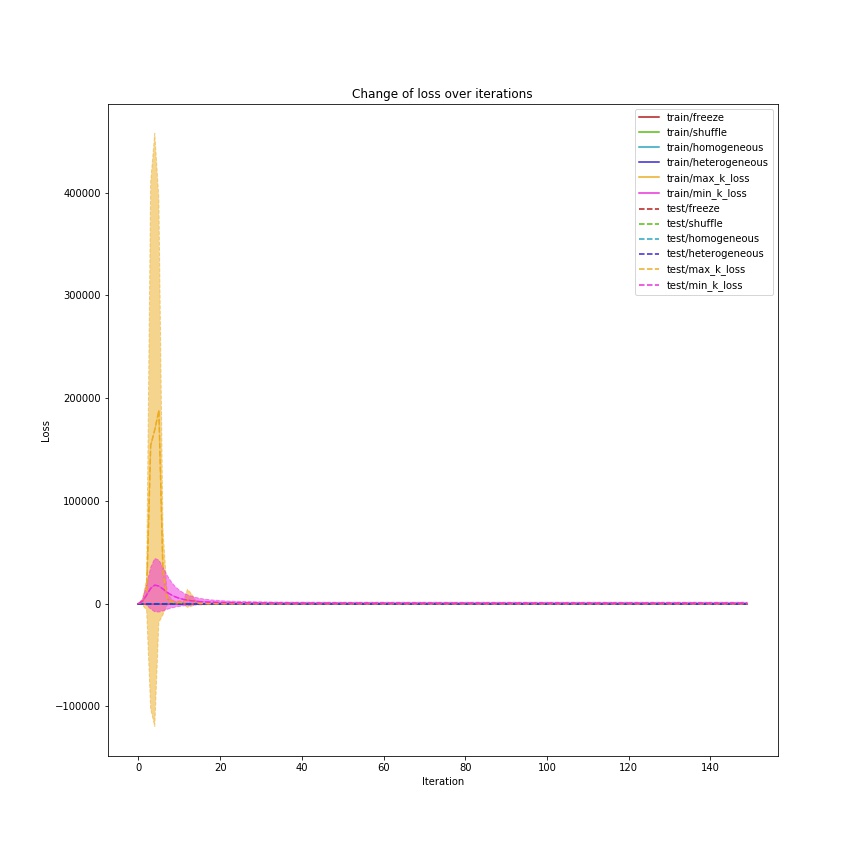 Change of loss over iterations
train/freeze
train/shuffle
train/homogeneous
train/heterogeneous
train/max_k_loss
train/min_k_loss
test/freeze
test/shuffle
test/homogeneous
test/heterogeneous
test/max_k_loss
test/min_k_loss
400000
300000
200000
100000
0
−100000
Loss
0 20 40 60 80 100 120 140
Iteration